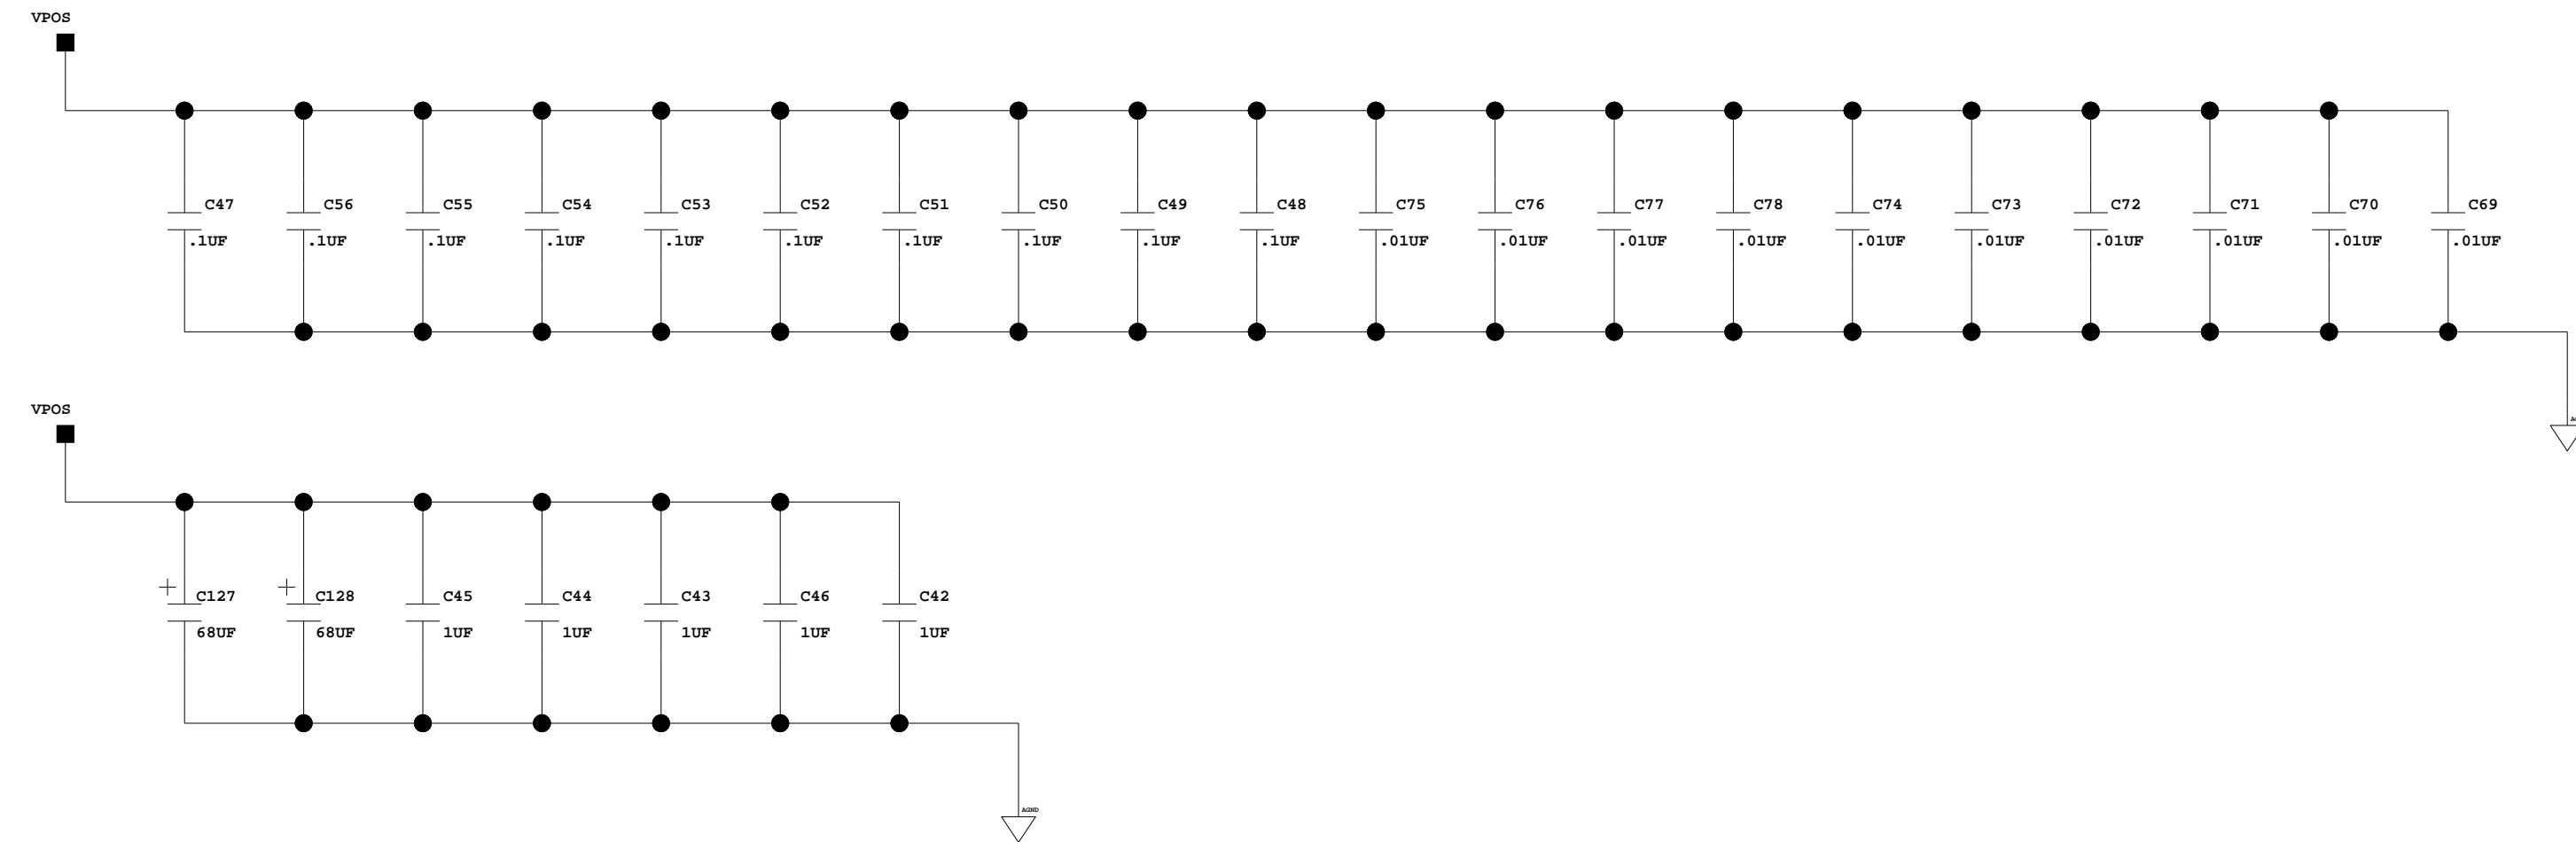 VPOS
C47 C56 C55 C54 C53 C52 C51 C50 C49 C48 C75 C76 C77 C78 C74 C73 C72 C71 C70 C69
.1UF .1UF .1UF .1UF .1UF .1UF .1UF .1UF .1UF .1UF .01UF .01UF .01UF .01UF .01UF .01UF .01UF .01UF .01UF .01UF
VPOS
C127 C128 C45 C44 C43 C46 C42
68UF 68UF 1UF 1UF 1UF 1UF 1UF
AGND